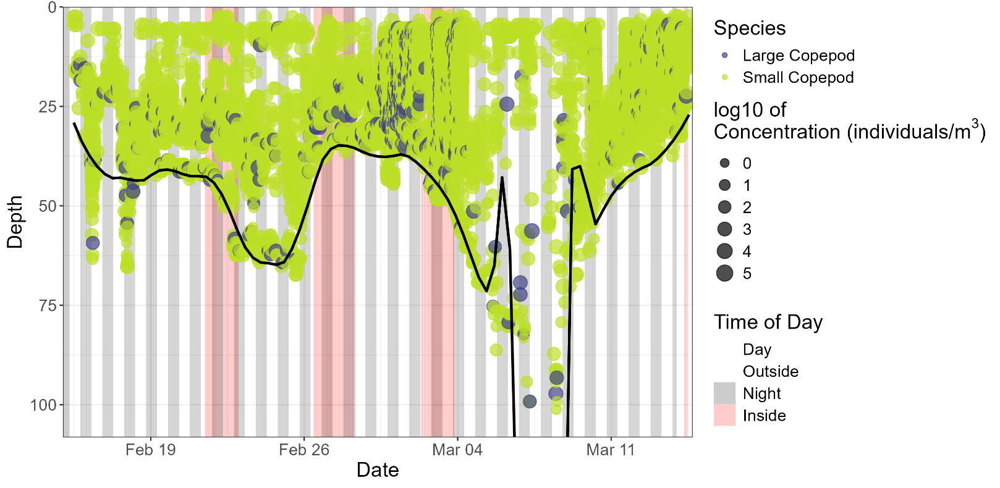 0
25
50
75
100
Depth
Feb 19
Feb 26
Mar 04
Mar 11
Date
Species
Large Copepod
Small Copepod
log10 of
Concentration (individuals/m³)
0
1
2
3
4
5
Time of Day
Day
Outside
Night
Inside